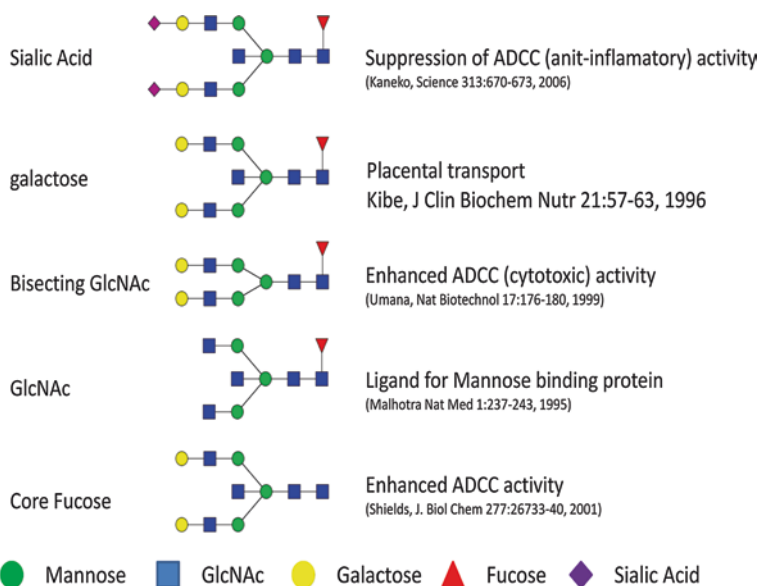 Sialic Acid
Suppression of ADCC (anit-inflamatory) activity
(Kaneko, Science 313:670-673, 2006)
galactose
Placental transport
Kibe, J Clin Biochem Nutr 21:57-63, 1996
Bisecting GlcNAc
Enhanced ADCC (cytotoxic) activity
(Umana, Nat Biotechnol 17:176-180, 1999)
GlcNAc
Ligand for Mannose binding protein
(Malhotra Nat Med 1:237-243, 1995)
Core Fucose
Enhanced ADCC activity
(Shields, J. Biol Chem 277:26733-40, 2001)
Mannose GlcNAc Galactose Fucose Sialic Acid